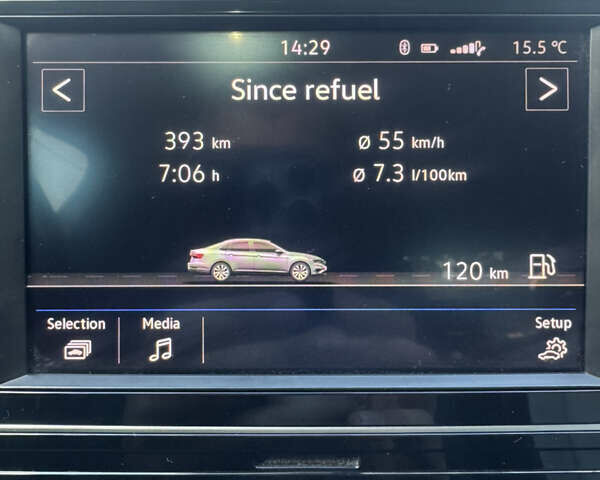 14:29 15.5 °C
Since refuel
393 km Ø 55 km/h
7:06 h Ø 7.3 l/100km
120 km
Selection Media Setup